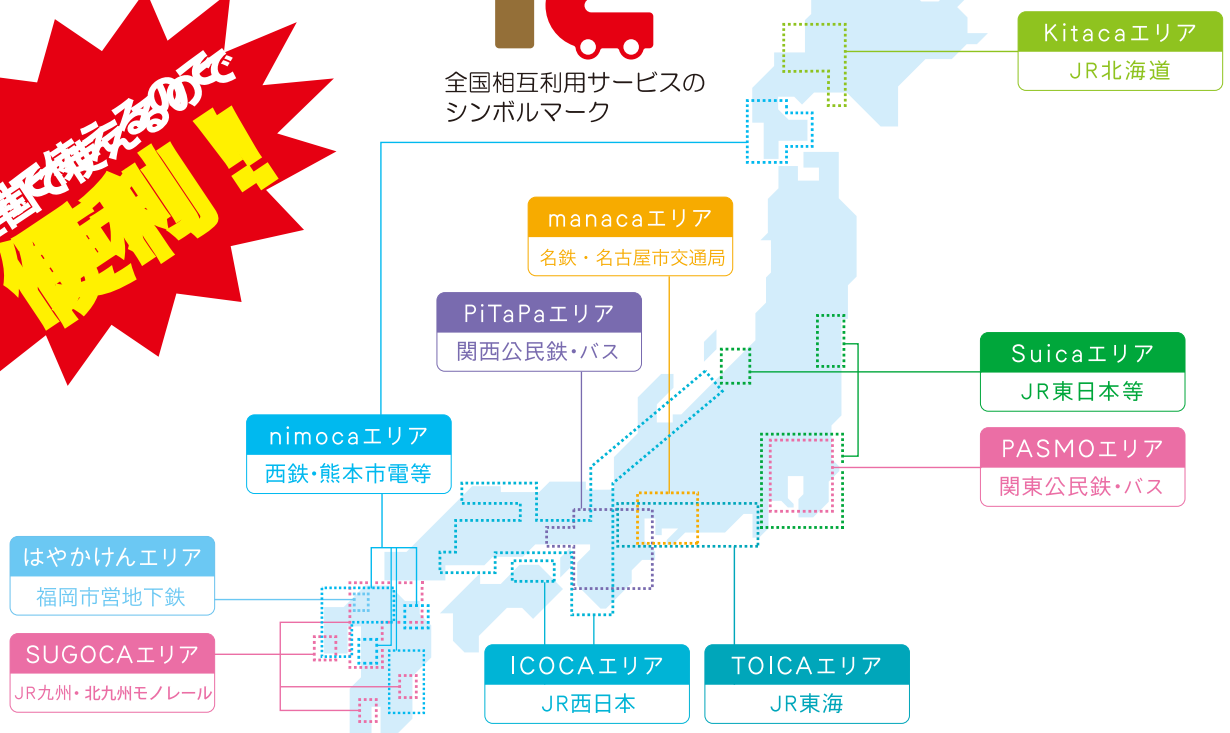 全国で使えるので
便利！
全国相互利用サービスの
シンボルマーク
Kitacaエリア
JR北海道
manacaエリア
名鉄・名古屋市交通局
PiTaPaエリア
関西公民鉄・バス
Suicaエリア
JR東日本等
nimocaエリア
西鉄・熊本市電等
PASMOエリア
関東公民鉄・バス
はやかけんエリア
福岡市営地下鉄
SUGOCAエリア
JR九州・北九州モノレール
ICOCAエリア
JR西日本
TOICAエリア
JR東海